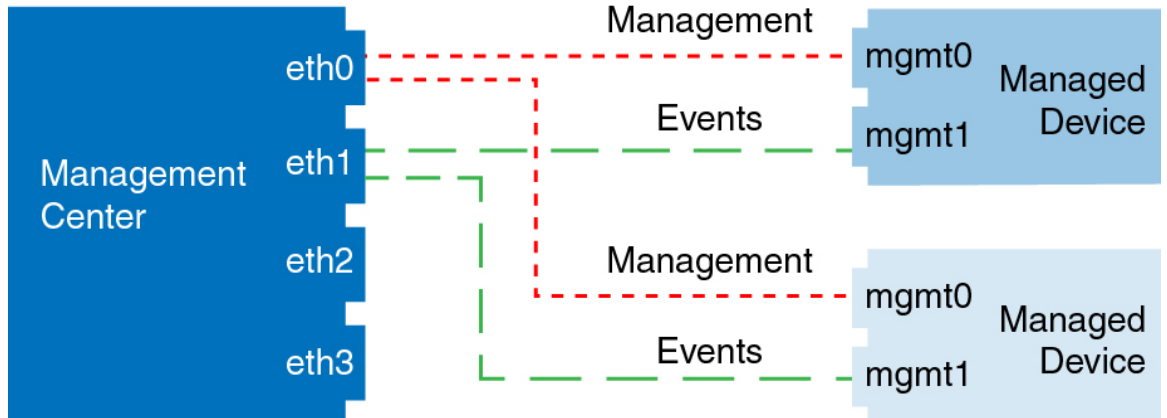 Management
eth0
mgmt0
Managed
Device
Events
mgmt1
eth1
Management
Center
eth2
Management
mgmt0
Managed
Device
eth3
Events
mgmt1